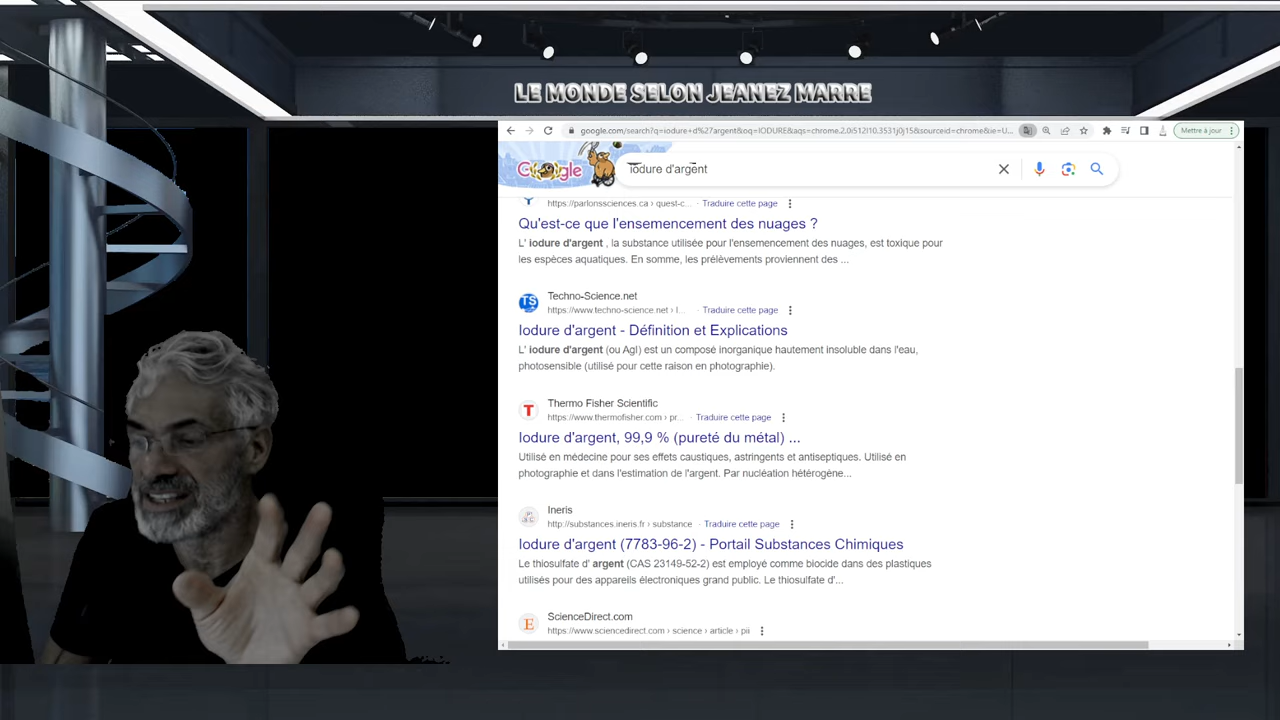 LE MONDE SELON JEANEZ MARRE
google.com/search?q=iodure+d%27argent&oq=IODURE&aqs=chrome.2.0i512l10.3531j0j15&sourceid=chrome&ie=U...
Mettre à jour
Google
iodure d'argent
https://parlonssciences.ca › quest-c... · Traduire cette page
Qu'est-ce que l'ensemencement des nuages ?
L' iodure d'argent , la substance utilisée pour l'ensemencement des nuages, est toxique pour
les espèces aquatiques. En somme, les prélèvements proviennent des ...
TS
Techno-Science.net
https://www.techno-science.net › I... · Traduire cette page
Iodure d'argent - Définition et Explications
L' iodure d'argent (ou AgI) est un composé inorganique hautement insoluble dans l'eau,
photosensible (utilisé pour cette raison en photographie).
T
Thermo Fisher Scientific
https://www.thermofisher.com › pr... · Traduire cette page
Iodure d'argent, 99,9 % (pureté du métal) ...
Utilisé en médecine pour ses effets caustiques, astringents et antiseptiques. Utilisé en
photographie et dans l'estimation de l'argent. Par nucléation hétérogène...
Ineris
http://substances.ineris.fr › substance · Traduire cette page
Iodure d'argent (7783-96-2) - Portail Substances Chimiques
Le thiosulfate d' argent (CAS 23149-52-2) est employé comme biocide dans des plastiques
utilisés pour des appareils électroniques grand public. Le thiosulfate d'...
E
ScienceDirect.com
https://www.sciencedirect.com › science › article › pii